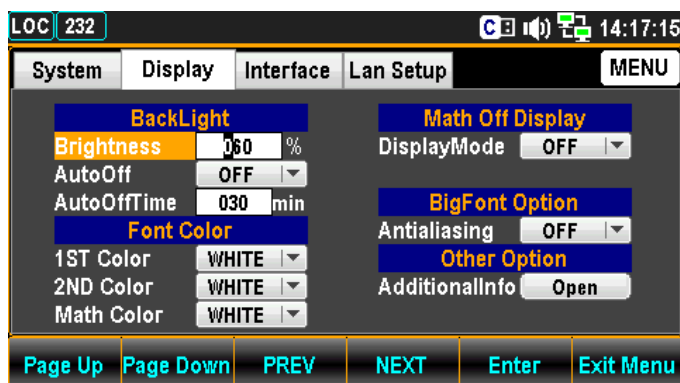 LOC 232 C 14:17:15
System Display Interface Lan Setup MENU
BackLight
Brightness 060 %
AutoOff OFF
AutoOffTime 030 min
Font Color
1ST Color WHITE
2ND Color WHITE
Math Color WHITE
Math Off Display
DisplayMode OFF
BigFont Option
Antialiasing OFF
Other Option
AdditionalInfo Open
Page Up Page Down PREV NEXT Enter Exit Menu